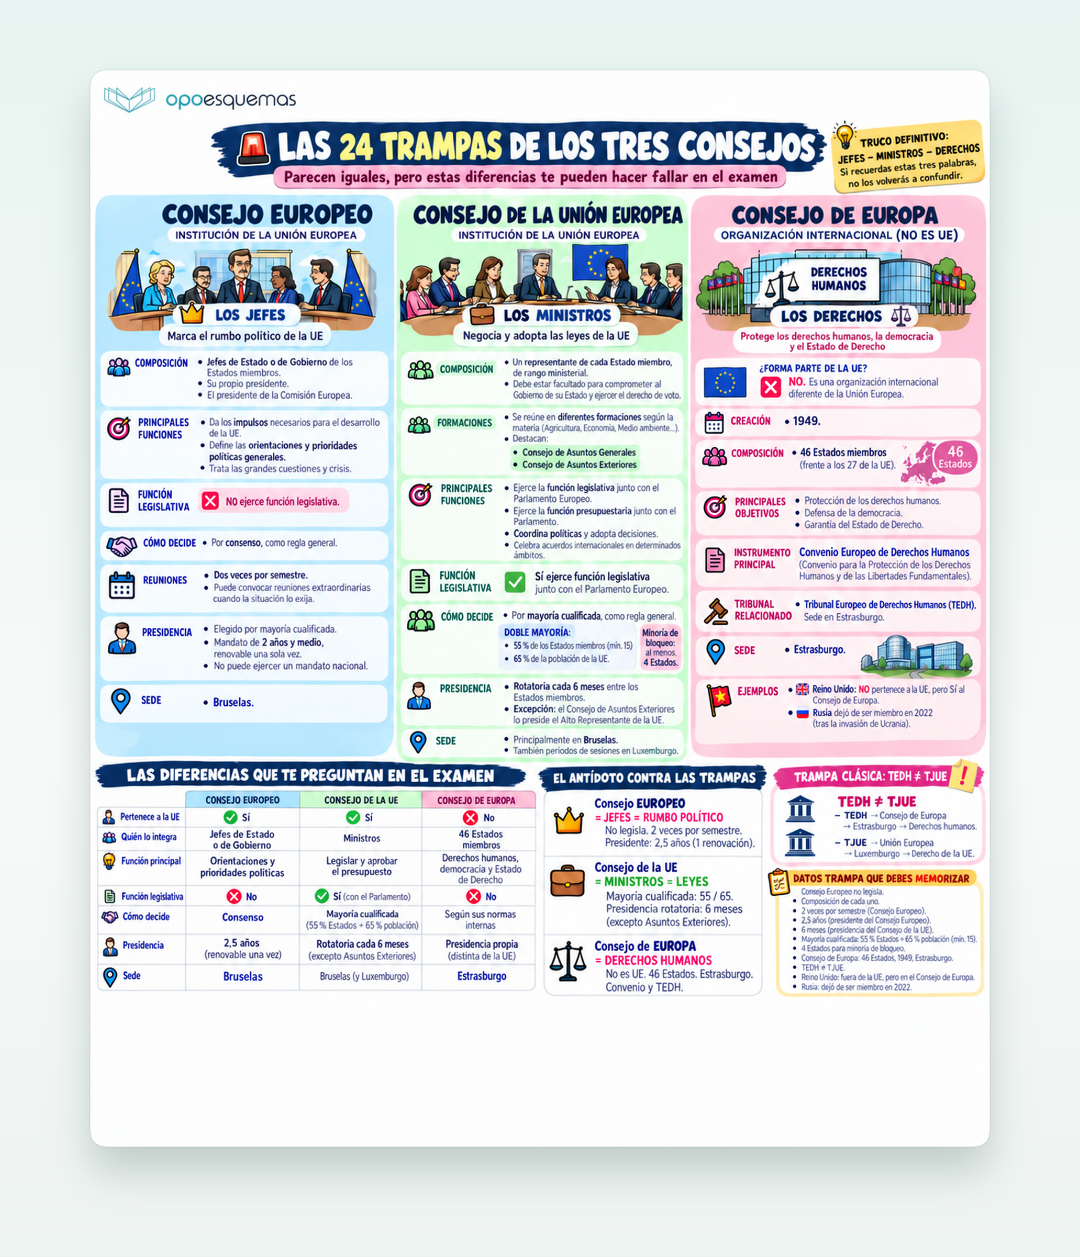 opoesquemas
LAS 24 TRAMPAS DE LOS TRES CONSEJOS
Parecen iguales, pero estas diferencias te pueden hacer fallar en el examen
TRUCO DEFINITIVO:
JEFES – MINISTROS – DERECHOS
Si recuerdas estas tres palabras,
no los volverás a confundir.
CONSEJO EUROPEO
INSTITUCIÓN DE LA UNIÓN EUROPEA
LOS JEFES
Marca el rumbo político de la UE
COMPOSICIÓN
• Jefes de Estado o de Gobierno de los
Estados miembros.
• Su propio presidente.
• El presidente de la Comisión Europea.
PRINCIPALES
FUNCIONES
• Da los impulsos necesarios para el desarrollo
de la UE.
• Define las orientaciones y prioridades
políticas generales.
• Trata las grandes cuestiones y crisis.
FUNCIÓN
LEGISLATIVA
NO ejerce función legislativa.
CÓMO DECIDE
• Por consenso, como regla general.
REUNIONES
• Dos veces por semestre.
• Puede convocar reuniones extraordinarias
cuando la situación lo exija.
PRESIDENCIA
• Elegido por mayoría cualificada.
• Mandato de 2 años y medio,
renovable una sola vez.
• No puede ejercer un mandato nacional.
SEDE
• Bruselas.
CONSEJO DE LA UNIÓN EUROPEA
INSTITUCIÓN DE LA UNIÓN EUROPEA
LOS MINISTROS
Negocia y adopta las leyes de la UE
COMPOSICIÓN
• Un representante de cada Estado miembro,
de rango ministerial.
• Debe estar facultado para comprometer al
Gobierno de su Estado y ejercer el derecho de voto.
FORMACIONES
• Se reúne en diferentes formaciones según la
materia (Agricultura, Economía, Medio ambiente...).
• Destacan:
• Consejo de Asuntos Generales
• Consejo de Asuntos Exteriores
PRINCIPALES
FUNCIONES
• Ejerce la función legislativa junto con el
Parlamento Europeo.
• Ejerce la función presupuestaria junto con el
Parlamento.
• Coordina políticas y adopta decisiones.
• Celebra acuerdos internacionales en determinados
ámbitos.
FUNCIÓN
LEGISLATIVA
Sí ejerce función legislativa
junto con el Parlamento Europeo.
CÓMO DECIDE
• Por mayoría cualificada, como regla general.
DOBLE MAYORÍA:
• 55 % de los Estados miembros (mín. 15)
• 65 % de la población de la UE.
Minoría de
bloqueo:
al menos
4 Estados.
PRESIDENCIA
• Rotatoria cada 6 meses entre los
Estados miembros.
• Excepción: el Consejo de Asuntos Exteriores
lo preside el Alto Representante de la UE.
SEDE
• Principalmente en Bruselas.
• También periodos de sesiones en Luxemburgo.
CONSEJO DE EUROPA
ORGANIZACIÓN INTERNACIONAL (NO ES UE)
DERECHOS
HUMANOS
LOS DERECHOS
Protege los derechos humanos, la democracia
y el Estado de Derecho
¿FORMA PARTE DE LA UE?
NO. Es una organización internacional
diferente de la Unión Europea.
CREACIÓN
• 1949.
COMPOSICIÓN
• 46 Estados miembros
(frente a los 27 de la UE).
46
Estados
PRINCIPALES
OBJETIVOS
• Protección de los derechos humanos.
• Defensa de la democracia.
• Garantía del Estado de Derecho.
INSTRUMENTO
PRINCIPAL
Convenio Europeo de Derechos Humanos
(Convenio para la Protección de los Derechos
Humanos y de las Libertades Fundamentales).
TRIBUNAL
RELACIONADO
• Tribunal Europeo de Derechos Humanos (TEDH).
Sede en Estrasburgo.
SEDE
• Estrasburgo.
EJEMPLOS
• Reino Unido: NO pertenece a la UE, pero Sí al
Consejo de Europa.
• Rusia dejó de ser miembro en 2022
(tras la invasión de Ucrania).
LAS DIFERENCIAS QUE TE PREGUNTAN EN EL EXAMEN
CONSEJO EUROPEO CONSEJO DE LA UE CONSEJO DE EUROPA
Pertenece a la UE Sí Sí No
Quién lo integra Jefes de Estado o de Gobierno Ministros 46 Estados miembros
Función principal Orientaciones y prioridades políticas Legislar y aprobar el presupuesto Derechos humanos, democracia y Estado de Derecho
Función legislativa No Sí (con el Parlamento) No
Cómo decide Consenso Mayoría cualificada (55 % Estados + 65 % población) Según sus normas internas
Presidencia 2,5 años (renovable una vez) Rotatoria cada 6 meses (excepto Asuntos Exteriores) Presidencia propia (distinta de la UE)
Sede Bruselas Bruselas (y Luxemburgo) Estrasburgo
EL ANTÍDOTO CONTRA LAS TRAMPAS
Consejo EUROPEO
= JEFES = RUMBO POLÍTICO
No legisla. 2 veces por semestre.
Presidente: 2,5 años (1 renovación).
Consejo de la UE
= MINISTROS = LEYES
Mayoría cualificada: 55 / 65.
Presidencia rotatoria: 6 meses
(excepto Asuntos Exteriores).
Consejo de EUROPA
= DERECHOS HUMANOS
No es UE. 46 Estados. Estrasburgo.
Convenio y TEDH.
TRAMPA CLÁSICA: TEDH ≠ TJUE
!
TEDH ≠ TJUE
– TEDH → Consejo de Europa
→ Estrasburgo → Derechos humanos.
– TJUE → Unión Europea
→ Luxemburgo → Derecho de la UE.
DATOS TRAMPA QUE DEBES MEMORIZAR
• Consejo Europeo no legisla.
• Composición de cada uno.
• 2 veces por semestre (Consejo Europeo).
• 2,5 años (presidente del Consejo Europeo).
• 6 meses (presidencia del Consejo de la UE).
• Mayoría cualificada: 55 % Estados + 65 % población (mín. 15).
• 4 Estados para minoría de bloqueo.
• Consejo de Europa: 46 Estados, 1949, Estrasburgo.
• TEDH ≠ TJUE.
• Reino Unido: fuera de la UE, pero en el Consejo de Europa.
• Rusia: dejó de ser miembro en 2022.